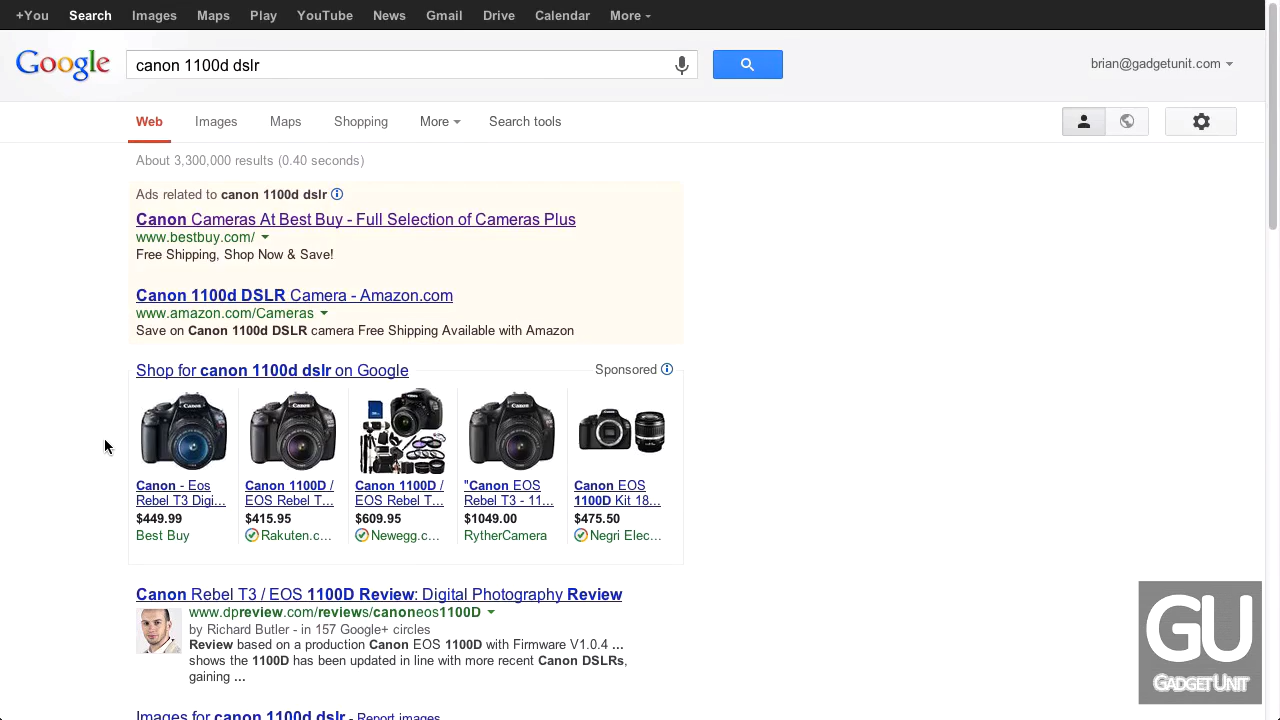 +You Search Images Maps Play YouTube News Gmail Drive Calendar More
Google
canon 1100d dslr
brian@gadgetunit.com
Web Images Maps Shopping More Search tools
About 3,300,000 results (0.40 seconds)
Ads related to canon 1100d dslr
Canon Cameras At Best Buy - Full Selection of Cameras Plus
www.bestbuy.com/
Free Shipping, Shop Now & Save!
Canon 1100d DSLR Camera - Amazon.com
www.amazon.com/Cameras
Save on Canon 1100d DSLR camera Free Shipping Available with Amazon
Shop for canon 1100d dslr on Google
Sponsored
Canon - Eos
Rebel T3 Digi...
$449.99
Best Buy
Canon 1100D /
EOS Rebel T...
$415.95
Rakuten.c...
Canon 1100D /
EOS Rebel T...
$609.95
Newegg.c...
"Canon EOS
Rebel T3 - 11...
$1049.00
RytherCamera
Canon EOS
1100D Kit 18...
$475.50
Negri Elec...
Canon Rebel T3 / EOS 1100D Review: Digital Photography Review
www.dpreview.com/reviews/canoneos1100D
by Richard Butler - in 157 Google+ circles
Review based on a production Canon EOS 1100D with Firmware V1.0.4 ...
shows the 1100D has been updated in line with more recent Canon DSLRs,
gaining ...
Images for canon 1100d dslr - Report images
GU
GADGETUNIT